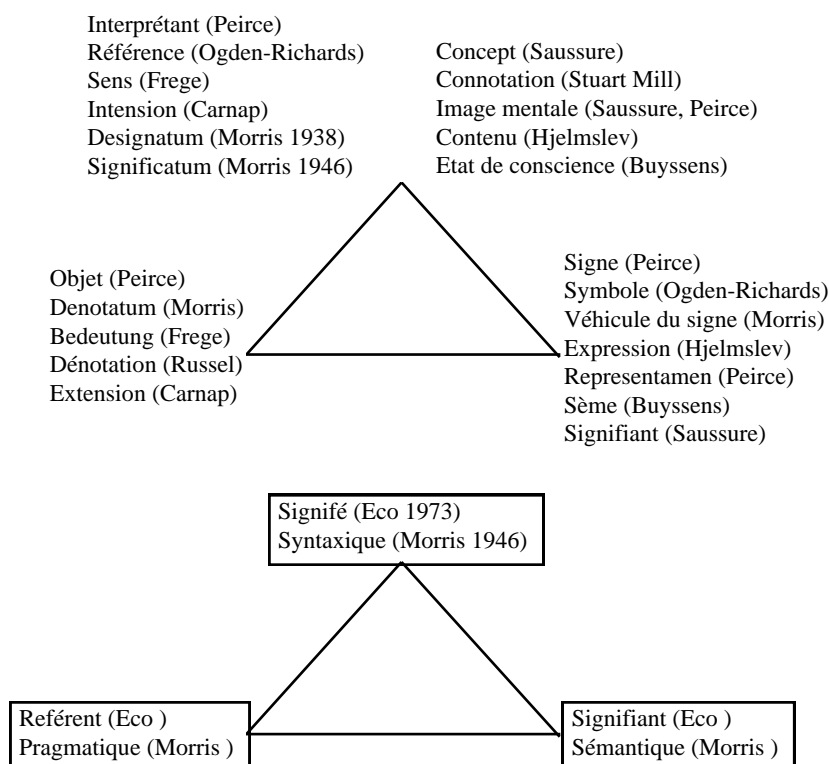 Interprétant (Peirce)
Référence (Ogden-Richards)
Sens (Frege)
Intension (Carnap)
Designatum (Morris 1938)
Significatum (Morris 1946)
Concept (Saussure)
Connotation (Stuart Mill)
Image mentale (Saussure, Peirce)
Contenu (Hjelmslev)
Etat de conscience (Buyssens)
Objet (Peirce)
Denotatum (Morris)
Bedeutung (Frege)
Dénotation (Russel)
Extension (Carnap)
Signe (Peirce)
Symbole (Ogden-Richards)
Véhicule du signe (Morris)
Expression (Hjelmslev)
Representamen (Peirce)
Sème (Buyssens)
Signifiant (Saussure)
Signifé (Eco 1973)
Syntaxique (Morris 1946)
Reférent (Eco )
Pragmatique (Morris )
Signifiant (Eco )
Sémantique (Morris )